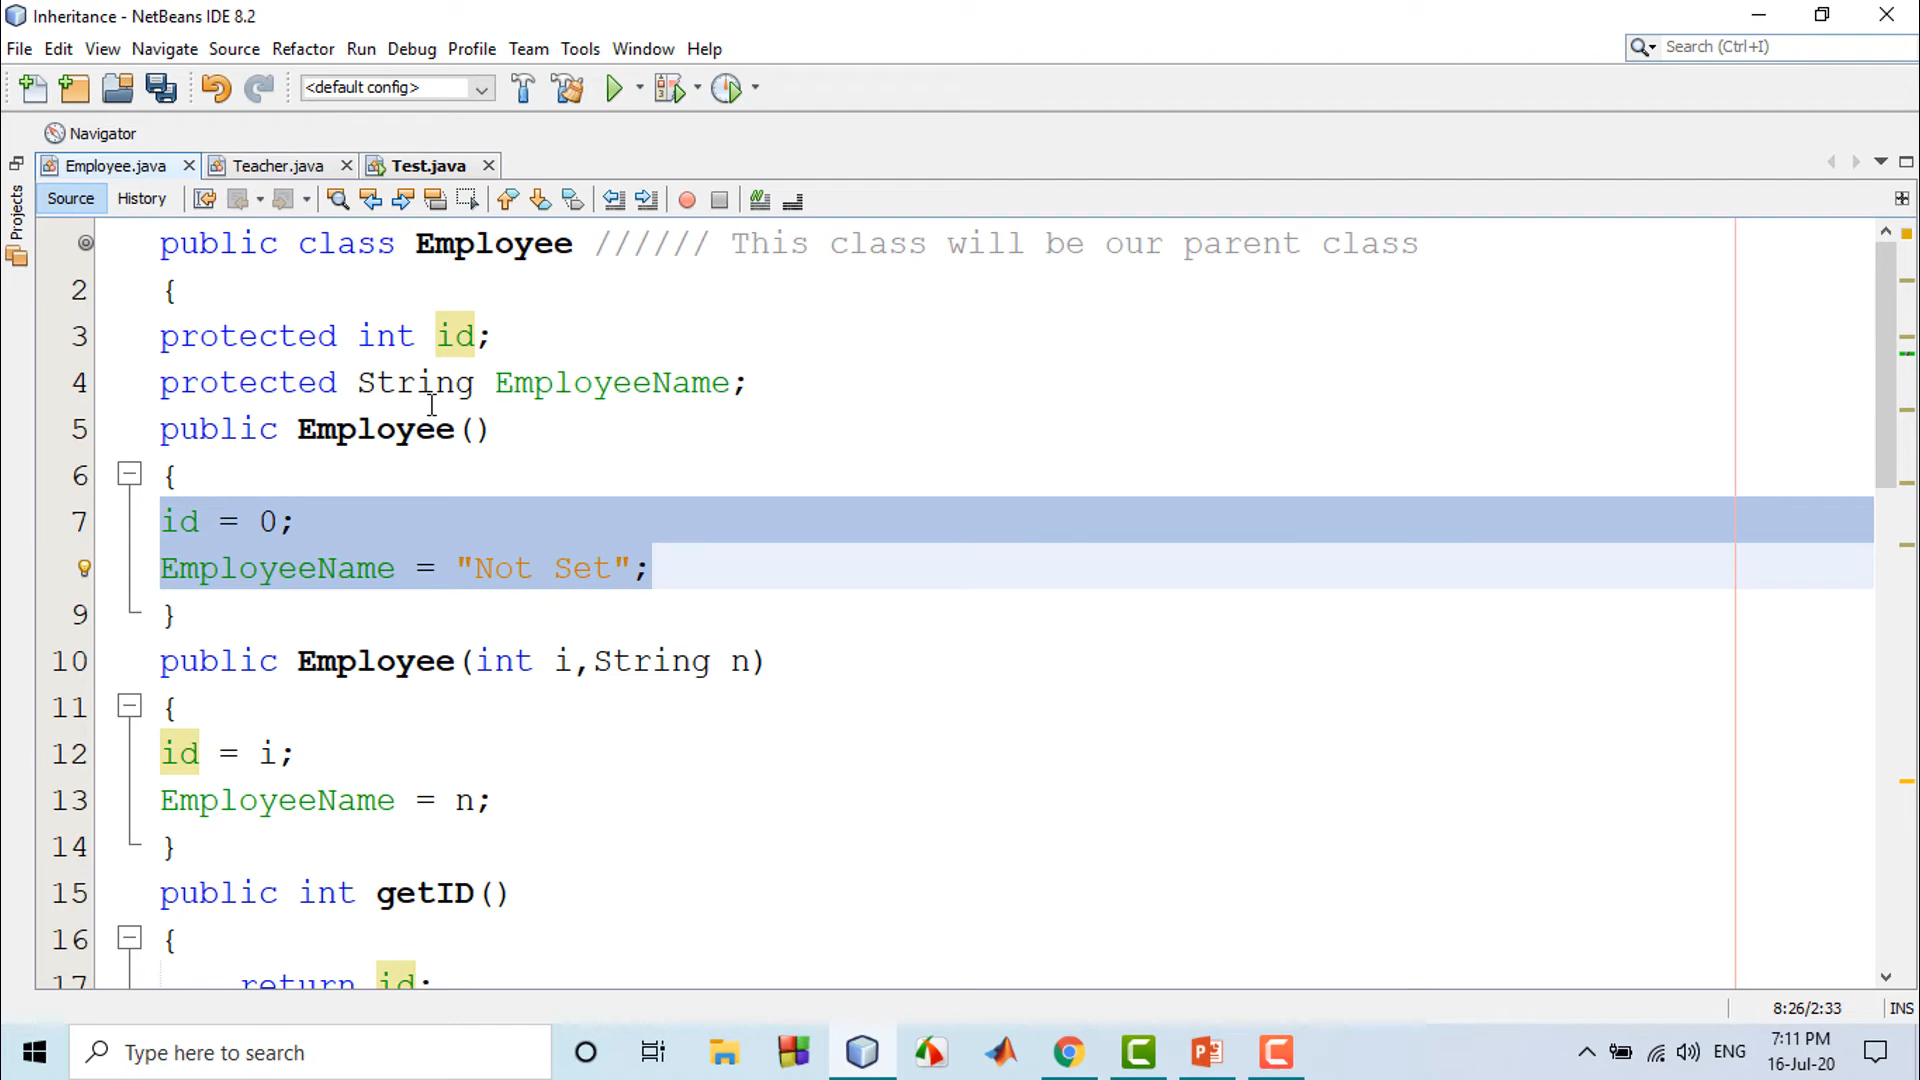 Inheritance - NetBeans IDE 8.2
File Edit View Navigate Source Refactor Run Debug Profile Team Tools Window Help
Search (Ctrl+I)
<default config>
Navigator
Employee.java Teacher.java Test.java
Projects
Source History
public class Employee ////// This class will be our parent class
2 {
3 protected int id;
4 protected String EmployeeName;
5 public Employee()
6 {
7 id = 0;
EmployeeName = "Not Set";
9 }
10 public Employee(int i,String n)
11 {
12 id = i;
13 EmployeeName = n;
14 }
15 public int getID()
16 {
17 return id;
8:26/2:33 INS
Type here to search
ENG
7:11 PM
16-Jul-20